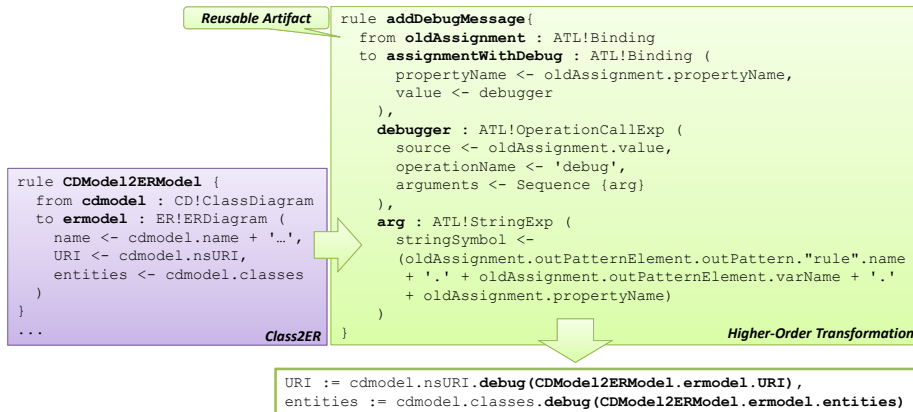 Reusable Artifact
rule addDebugMessage{
from oldAssignment : ATL!Binding
to assignmentWithDebug : ATL!Binding (
propertyName <- oldAssignment.propertyName,
value <- debugger
),
debugger : ATL!OperationCallExp (
source <- oldAssignment.value,
operationName <- 'debug',
arguments <- Sequence {arg}
),
arg : ATL!StringExp (
stringSymbol <-
(oldAssignment.outPatternElement.outPattern."rule".name
+ '.' + oldAssignment.outPatternElement.varName + '.'
+ oldAssignment.propertyName)
)
}
Higher-Order Transformation
rule CDModel2ERModel {
from cdmodel : CD!ClassDiagram
to ermodel : ER!ERDiagram (
name <- cdmodel.name + '…',
URI <- cdmodel.nsURI,
entities <- cdmodel.classes
)
}
...
Class2ER
URI := cdmodel.nsURI.debug(CDModel2ERModel.ermodel.URI),
entities := cdmodel.classes.debug(CDModel2ERModel.ermodel.entities)